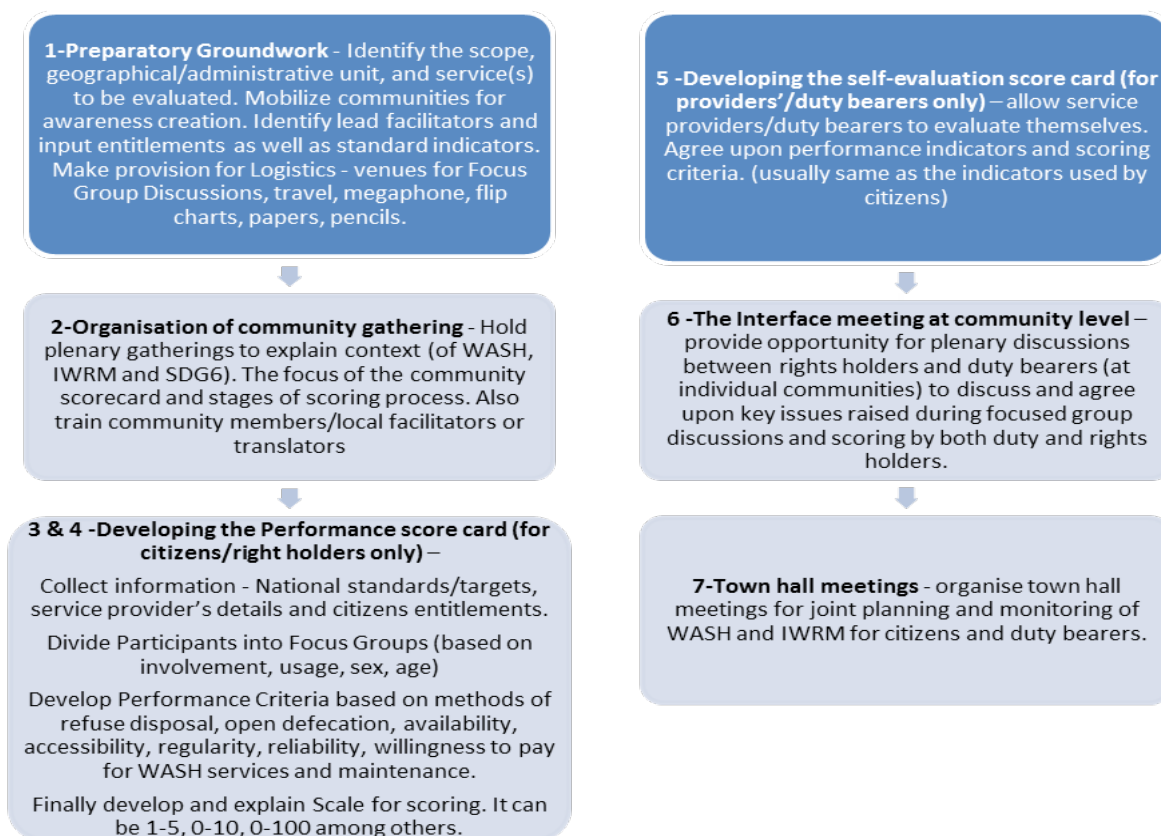 1-Preparatory Groundwork - Identify the scope,
geographical/administrative unit, and service(s)
to be evaluated. Mobilize communities for
awareness creation. Identify lead facilitators and
input entitlements as well as standard indicators.
Make provision for Logistics - venues for Focus
Group Discussions, travel, megaphone, flip
charts, papers, pencils.
2-Organisation of community gathering - Hold
plenary gatherings to explain context (of WASH,
IWRM and SDG6). The focus of the community
scorecard and stages of scoring process. Also
train community members/local facilitators or
translators
3 & 4 -Developing the Performance score card (for
citizens/right holders only) –
Collect information - National standards/targets,
service provider’s details and citizens entitlements.
Divide Participants into Focus Groups (based on
involvement, usage, sex, age)
Develop Performance Criteria based on methods of
refuse disposal, open defecation, availability,
accessibility, regularity, reliability, willingness to pay
for WASH services and maintenance.
Finally develop and explain Scale for scoring. It can
be 1-5, 0-10, 0-100 among others.
5 -Developing the self-evaluation score card (for
providers’/duty bearers only) – allow service
providers/duty bearers to evaluate themselves.
Agree upon performance indicators and scoring
criteria. (usually same as the indicators used by
citizens)
6 -The Interface meeting at community level –
provide opportunity for plenary discussions
between rights holders and duty bearers (at
individual communities) to discuss and agree
upon key issues raised during focused group
discussions and scoring by both duty and rights
holders.
7-Town hall meetings - organise town hall
meetings for joint planning and monitoring of
WASH and IWRM for citizens and duty bearers.